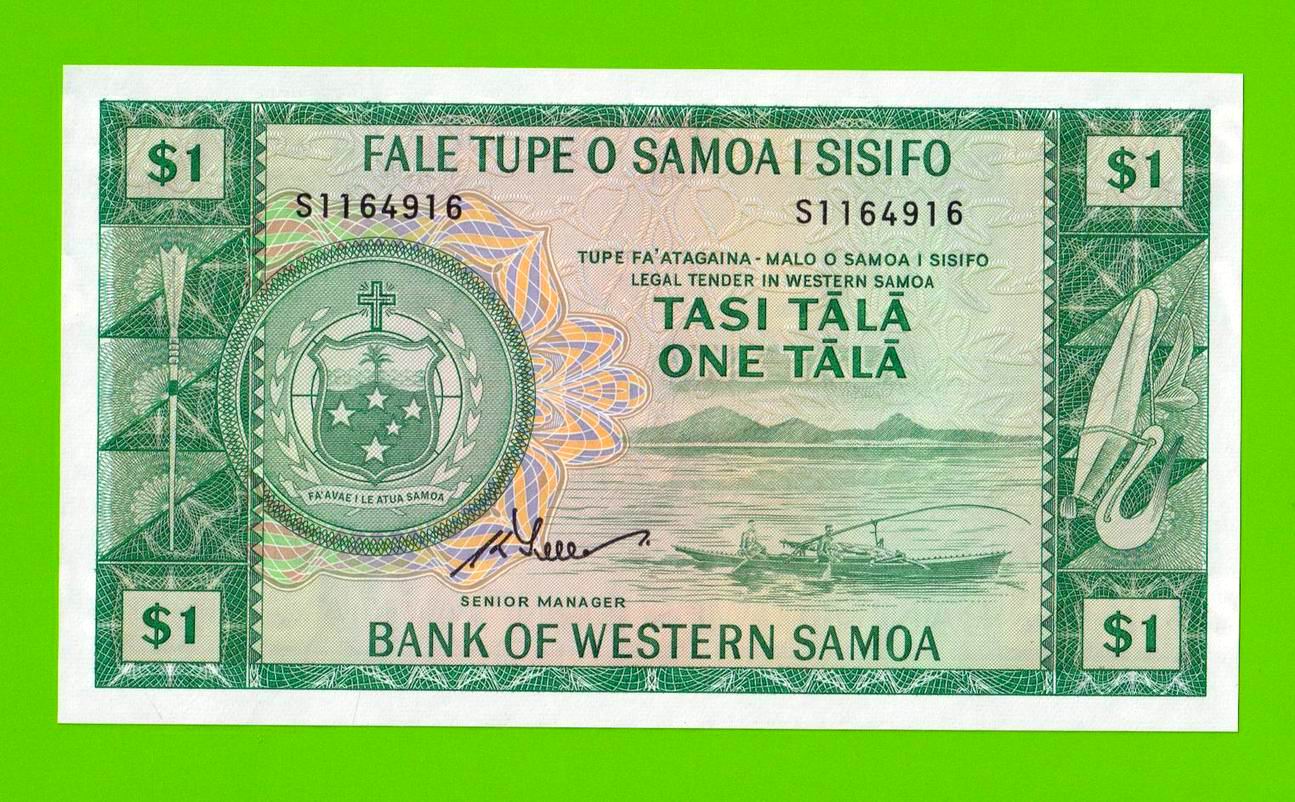 $1
FALE TUPE O SAMOA I SISIFO
$1
S1164916
S1164916
TUPE FA'ATAGAINA - MALO O SAMOA I SISIFO
LEGAL TENDER IN WESTERN SAMOA
TASI TĀLĀ
ONE TĀLĀ
FA'AVAE I LE ATUA SAMOA
SENIOR MANAGER
$1
BANK OF WESTERN SAMOA
$1